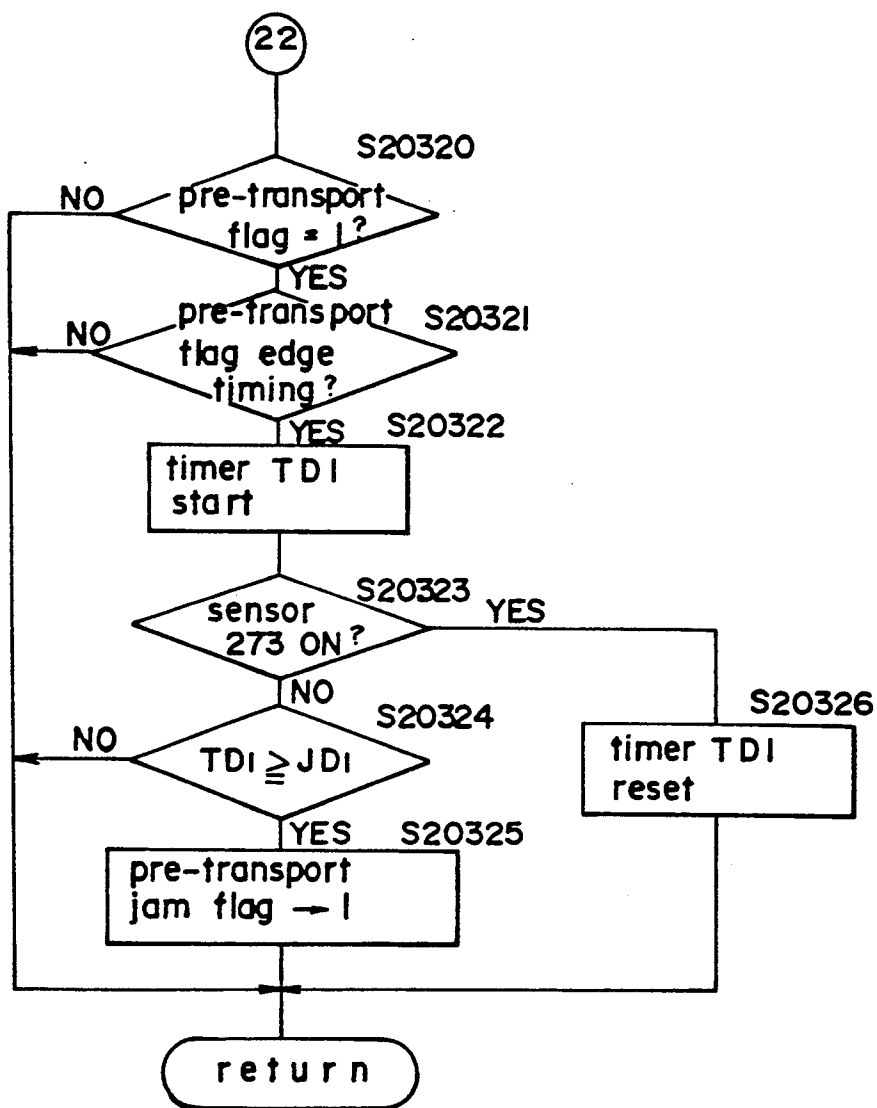 22
S20320
NO
pre-transport
flag = 1?
YES
pre-transport
S20321
NO
flag edge
timing?
YES
S20322
timer TD1
start
S20323
sensor
273 ON?
YES
NO
S20324
S20326
NO
TD1 ≧ JD1
timer TD1
reset
YES
S20325
pre-transport
jam flag → 1
return